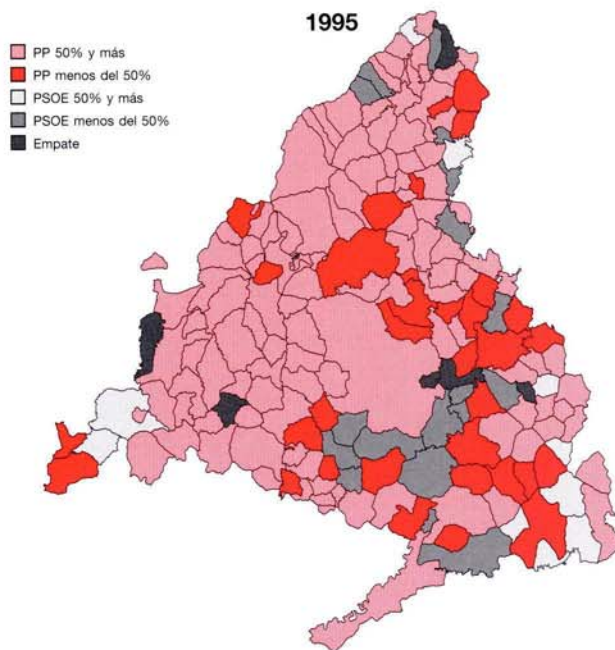 1995
PP 50% y más
PP menos del 50%
PSOE 50% y más
PSOE menos del 50%
Empate